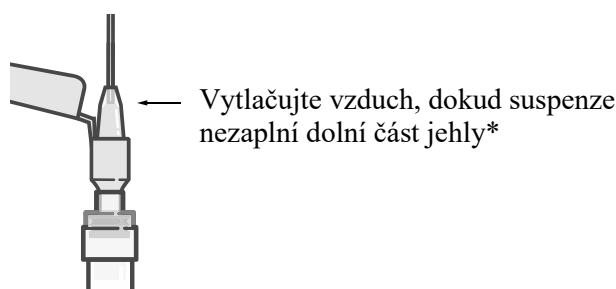 Vytlačujte vzduch, dokud suspenze
nezaplní dolní část jehly*